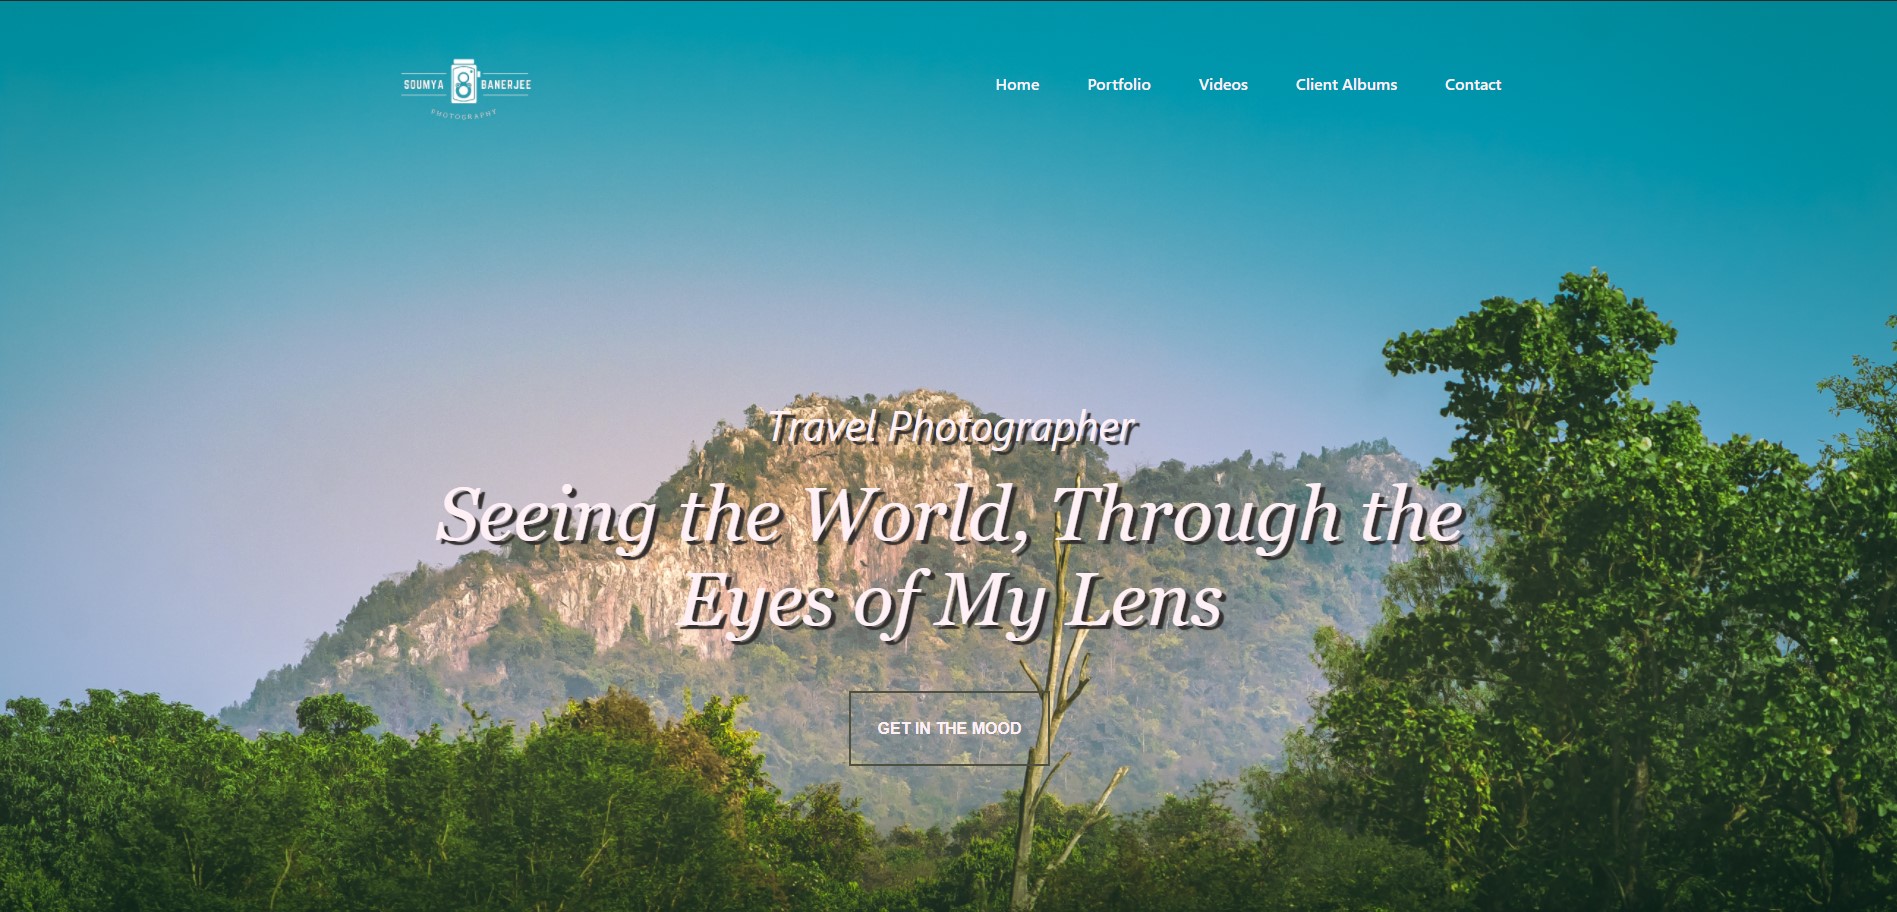 SOUMYA BANERJEE
PHOTOGRAPHY
Home Portfolio Videos Client Albums Contact
Travel Photographer
Seeing the World, Through the
Eyes of My Lens
GET IN THE MOOD